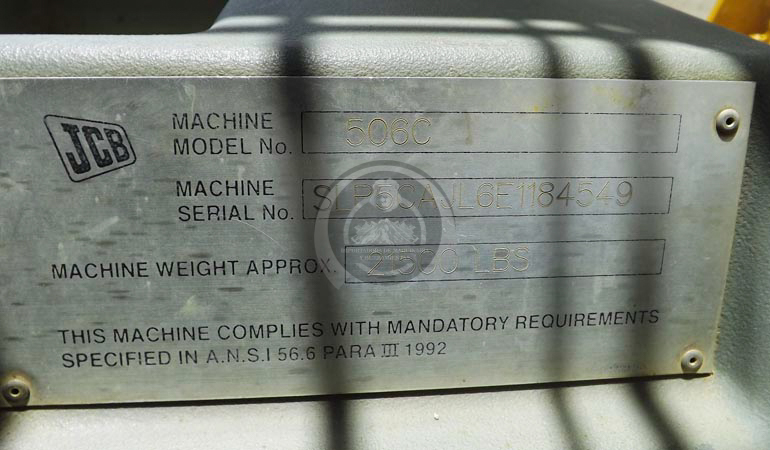 JCB
MACHINE
MODEL No. 506C
MACHINE
SERIAL No. SLP5CAJL6E1184549
MACHINE WEIGHT APPROX. LBS
THIS MACHINE COMPLIES WITH MANDATORY REQUIREMENTS
SPECIFIED IN A.N.S.I 56.6 PARA III 1992